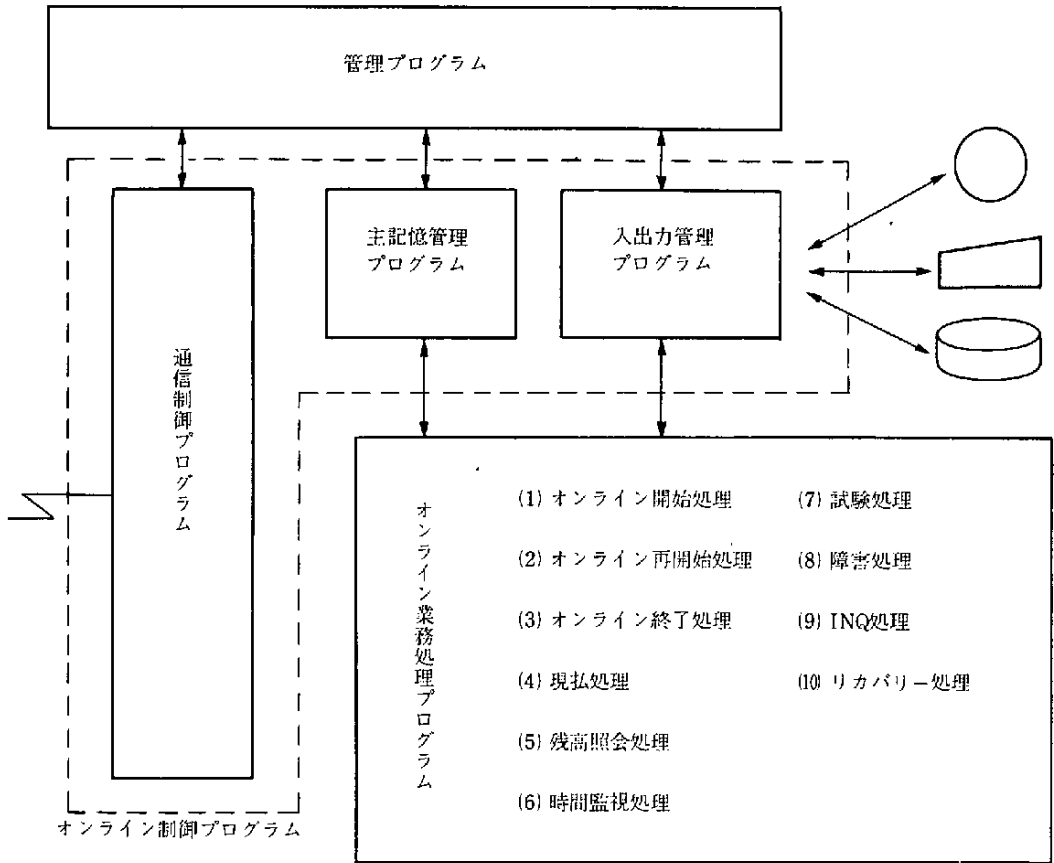 管理プログラム
主記憶管理
プログラム
入出力管理
プログラム
通信制御プログラム
オンライン制御プログラム
オンライン業務処理プログラム
(1) オンライン開始処理
(2) オンライン再開始処理
(3) オンライン終了処理
(4) 現払処理
(5) 残高照会処理
(6) 時間監視処理
(7) 試験処理
(8) 障害処理
(9) INQ処理
(10) リカバリー処理